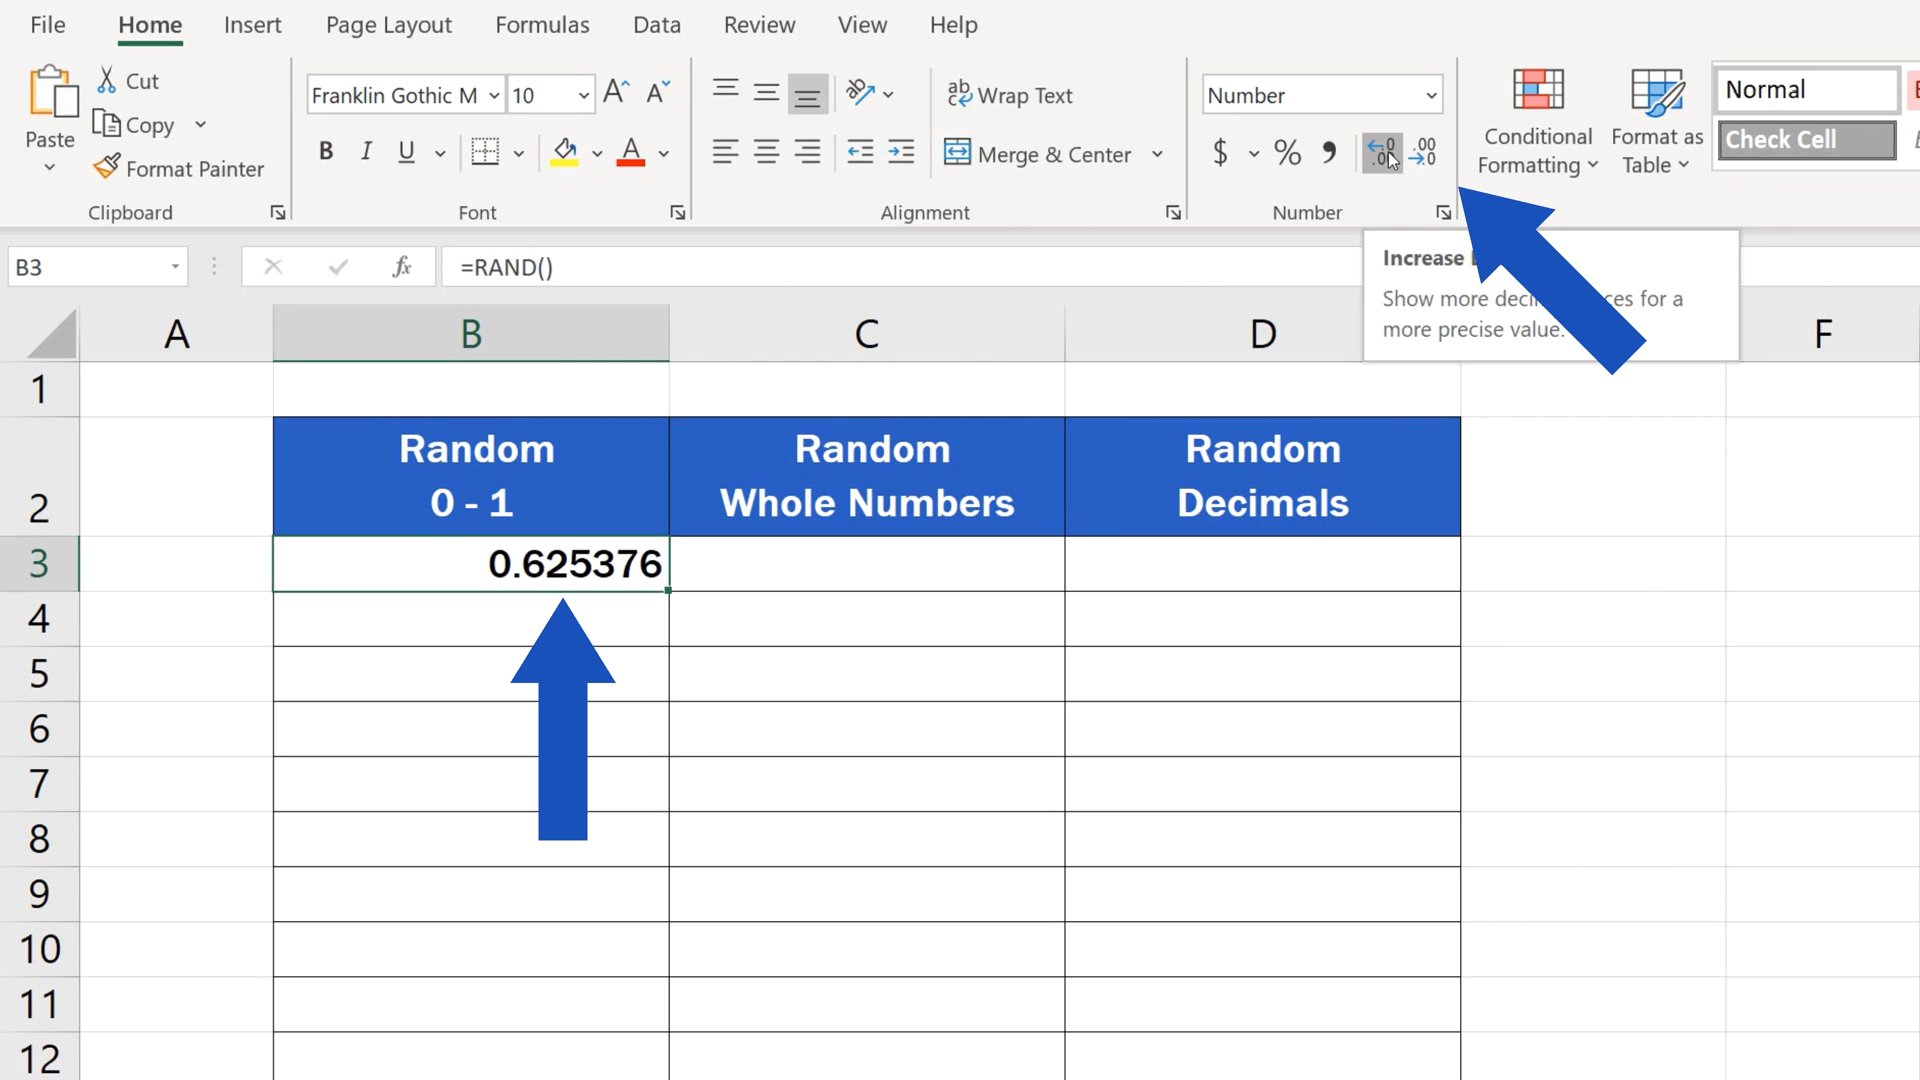 File Home Insert Page Layout Formulas Data Review View Help
Paste
Cut
Copy
Format Painter
Clipboard
Franklin Gothic M 10
A A
B I U A
Font
ab Wrap Text
Merge & Center
Alignment
Number
$ % , .00
Number
Conditional
Formatting
Format as
Table
Normal
Check Cell
B3
fx
=RAND()
Increase
Show more for a
more precise value.
A B C D F
1
2
3
4
5
6
7
8
9
10
11
12
Random
0 - 1
Random
Whole Numbers
Random
Decimals
0.625376